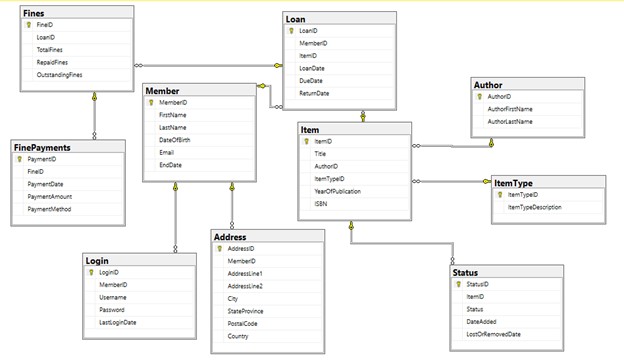 Fines
FineID
LoanID
TotalFines
RepaidFines
OutstandingFines
Loan
LoanID
MemberID
ItemID
LoanDate
DueDate
ReturnDate
Member
MemberID
FirstName
LastName
DateOfBirth
Email
EndDate
Author
AuthorID
AuthorFirstName
AuthorLastName
Item
ItemID
Title
AuthorID
ItemTypeID
YearOfPublication
ISBN
FinePayments
PaymentID
FineID
PaymentDate
PaymentAmount
PaymentMethod
ItemType
ItemTypeID
ItemTypeDescription
Address
AddressID
MemberID
AddressLine1
AddressLine2
City
StateProvince
PostalCode
Country
Login
LoginID
MemberID
Username
Password
LastLoginDate
Status
StatusID
ItemID
Status
DateAdded
LostOrRemovedDate